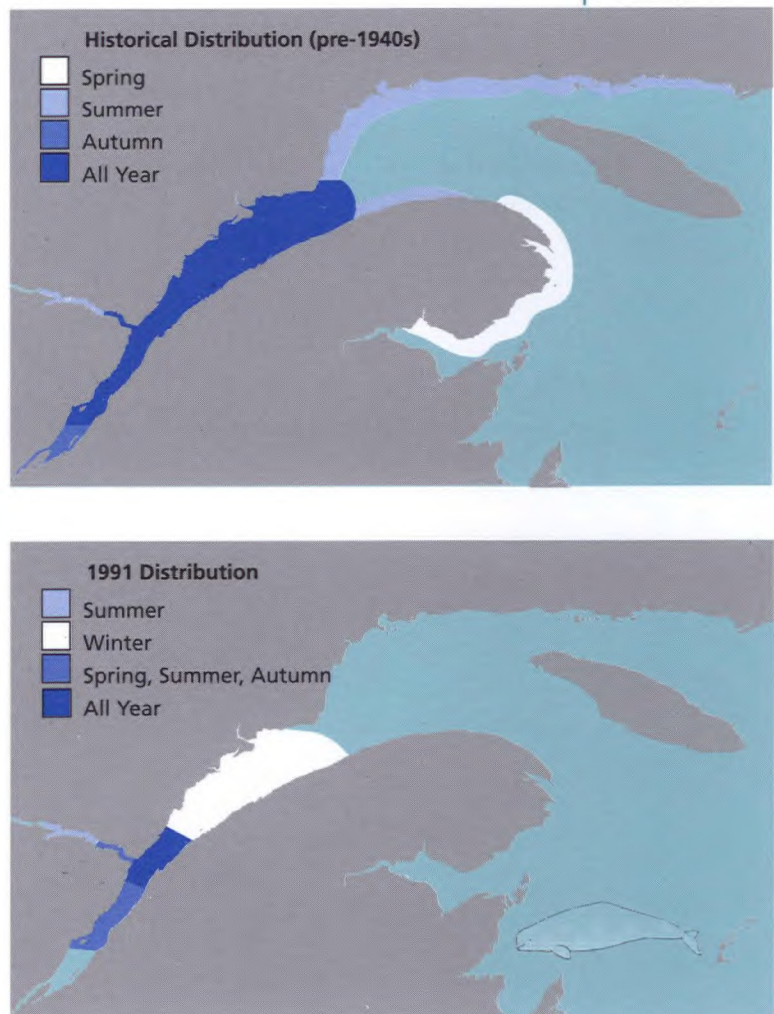 Historical Distribution (pre-1940s)
Spring
Summer
Autumn
All Year
1991 Distribution
Summer
Winter
Spring, Summer, Autumn
All Year